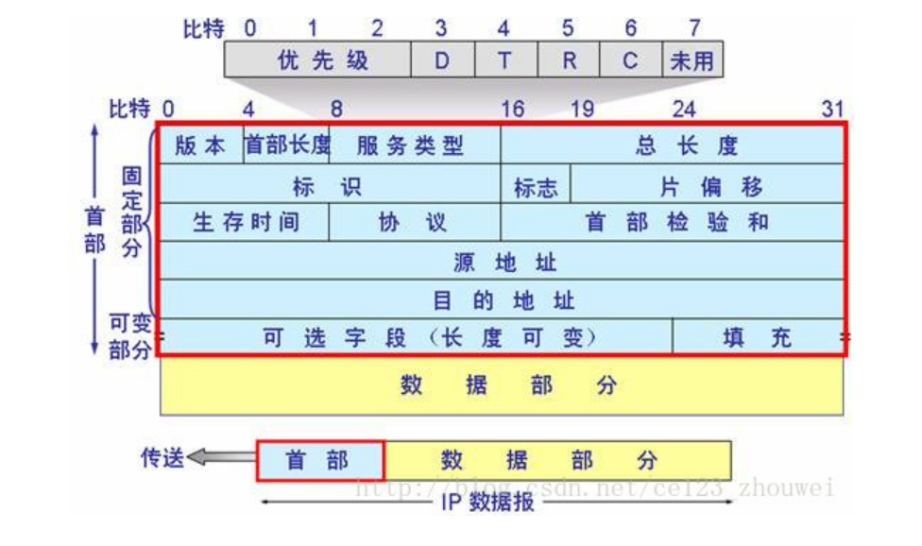 比特 0 1 2 3 4 5 6 7
优先级 D T R C 未用
比特 0 4 8 16 19 24 31
版本 首部长度 服务类型 总长度
标识 标志 片偏移
生存时间 协议 首部检验和
源地址
目的地址
可选字段（长度可变） 填充
数据部分
首部
固定部分
可变部分
传送 首部 数据部分
http://blog.csdn.net/ce123_zhouwei
IP 数据报